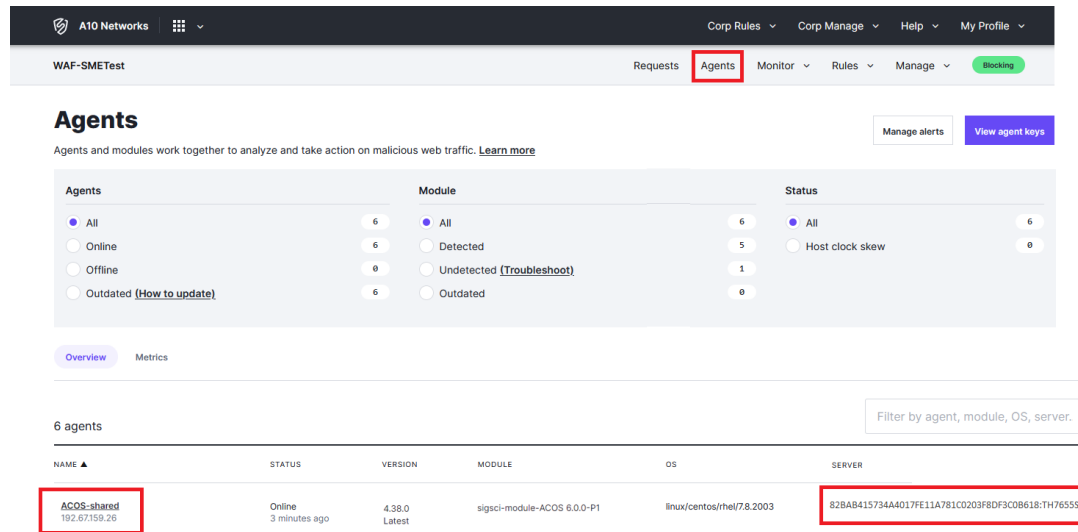 A10 Networks Corp Rules Corp Manage Help My Profile
WAF-SMETest Requests Agents Monitor Rules Manage Blocking
Agents
Manage alerts View agent keys
Agents and modules work together to analyze and take action on malicious web traffic. Learn more
Agents Module Status
All 6 All 6 All 6
Online 6 Detected 5 Host clock skew 0
Offline 0 Undetected (Troubleshoot) 1
Outdated (How to update) 6 Outdated 0
Overview Metrics
6 agents Filter by agent, module, OS, server.
NAME ▲ STATUS VERSION MODULE OS SERVER
ACOS-shared Online 4.38.0 sigsci-module-ACOS 6.0.0-P1 linux/centos/rhel/7.8.2003 82BAB415734A4017FE11A781C0203F8DF3C0B618:TH7655S
192.67.159.26 3 minutes ago Latest